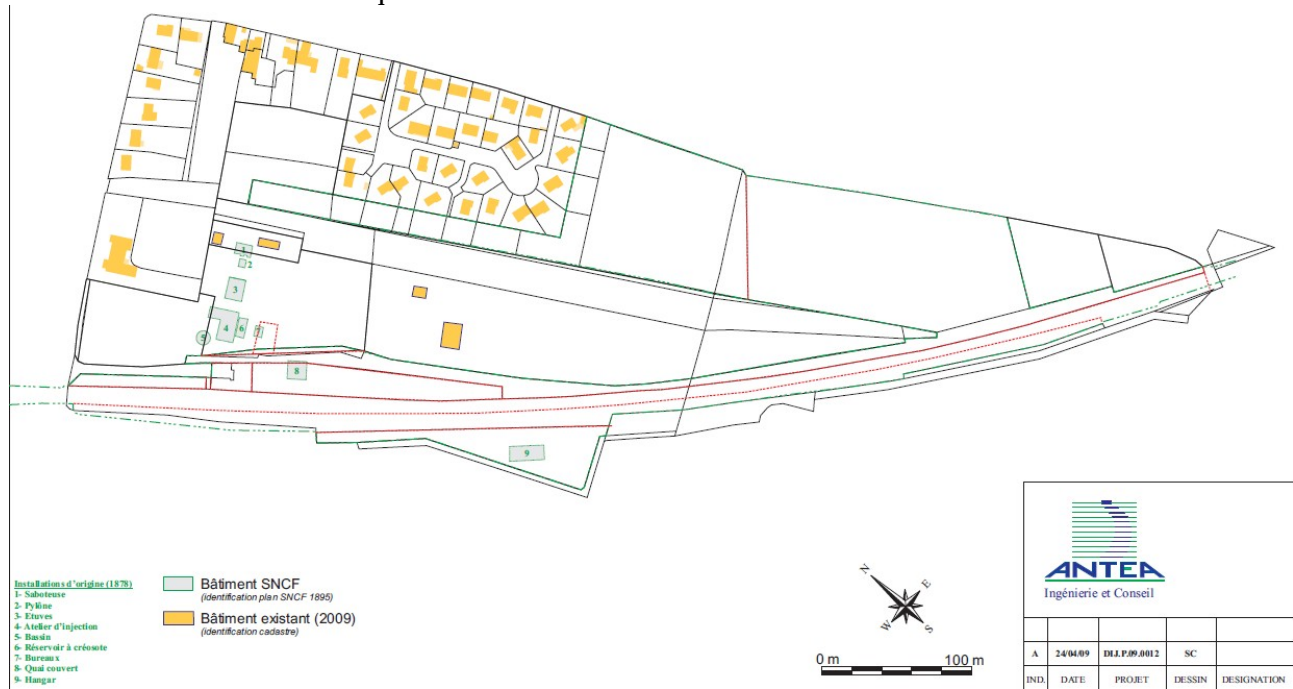 1
2
3
4
6
7
5
8
9
Installations d'origine (1878)
1- Saboteuse
2- Pylône
3- Etuves
4- Atelier d'injection
5- Bassin
6- Réservoir à créosote
7- Bureaux
8- Quai couvert
9- Hangar
Bâtiment SNCF
(identification plan SNCF 1895)
Bâtiment existant (2009)
(identification cadastre)
N
E
W
S
0 m 100 m
ANTEA
Ingénierie et Conseil
A 24/04/09 DIJ.P.09.0012 SC
IND. DATE PROJET DESSIN DESIGNATION